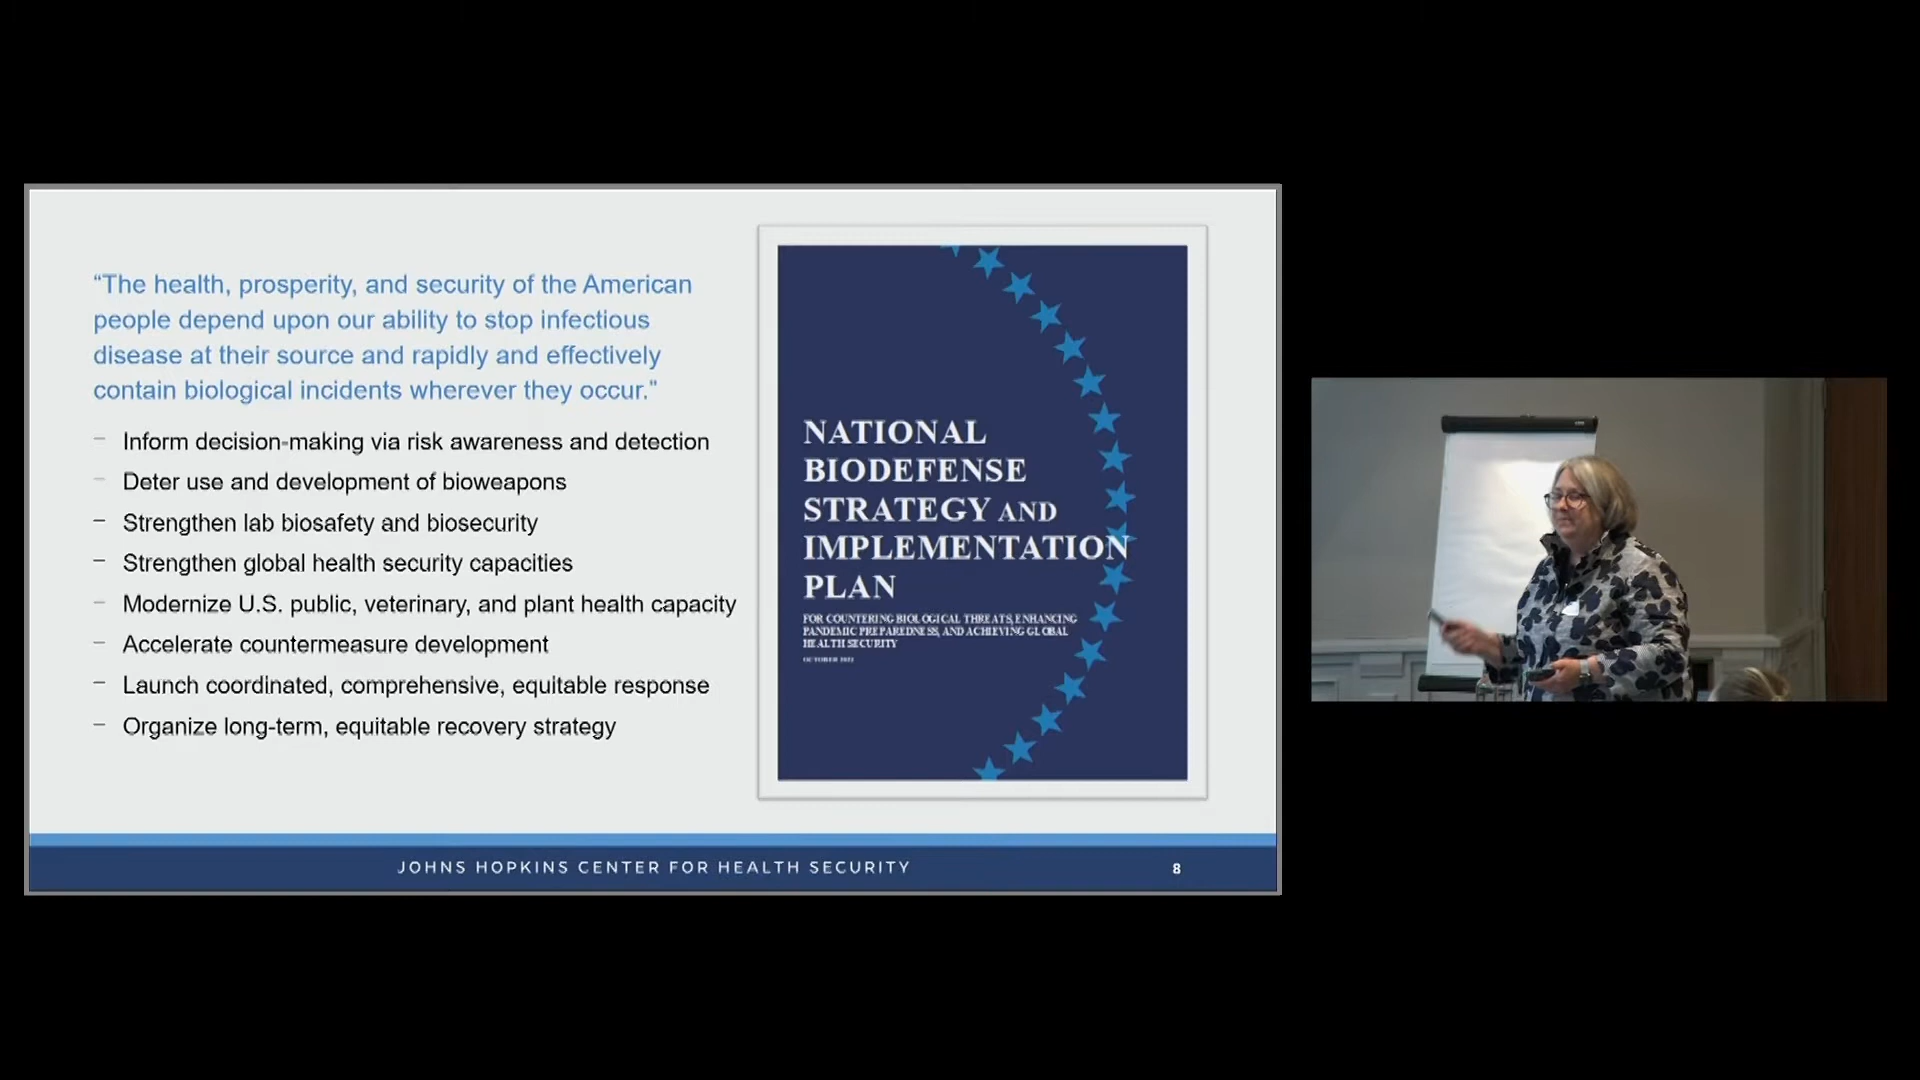 “The health, prosperity, and security of the American
people depend upon our ability to stop infectious
disease at their source and rapidly and effectively
contain biological incidents wherever they occur."
– Inform decision-making via risk awareness and detection
– Deter use and development of bioweapons
– Strengthen lab biosafety and biosecurity
– Strengthen global health security capacities
– Modernize U.S. public, veterinary, and plant health capacity
– Accelerate countermeasure development
– Launch coordinated, comprehensive, equitable response
– Organize long-term, equitable recovery strategy
NATIONAL
BIODEFENSE
STRATEGY AND
IMPLEMENTATION
PLAN
FOR COUNTERING BIOLOGICAL THREATS, ENHANCING
PANDEMIC PREPAREDNESS, AND ACHIEVING GLOBAL
HEALTH SECURITY
OCTOBER
JOHNS HOPKINS CENTER FOR HEALTH SECURITY
8